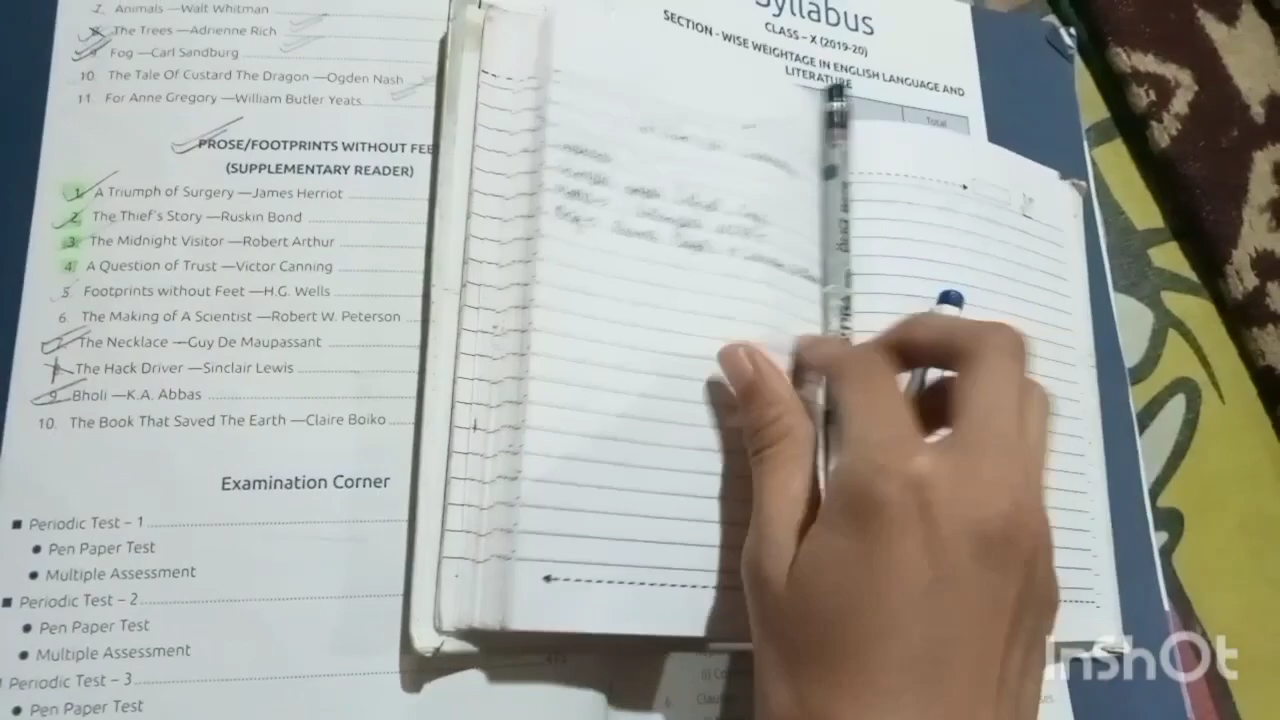 7. Animals —Walt Whitman
The Trees —Adrienne Rich
9. Fog —Carl Sandburg
10. The Tale Of Custard The Dragon —Ogden Nash
11. For Anne Gregory —William Butler Yeats
PROSE/FOOTPRINTS WITHOUT FEE
(SUPPLEMENTARY READER)
1. A Triumph of Surgery —James Herriot
2. The Thief's Story —Ruskin Bond
3. The Midnight Visitor —Robert Arthur
4. A Question of Trust —Victor Canning
5. Footprints without Feet —H.G. Wells
6. The Making of A Scientist —Robert W. Peterson
7. The Necklace —Guy De Maupassant
The Hack Driver —Sinclair Lewis
9. Bholi —K.A. Abbas
10. The Book That Saved The Earth —Claire Boiko
Examination Corner
■ Periodic Test – 1
● Pen Paper Test
● Multiple Assessment
■ Periodic Test – 2
● Pen Paper Test
● Multiple Assessment
Periodic Test – 3
● Pen Paper Test
Syllabus
CLASS – X (2019-20)
SECTION - WISE WEIGHTAGE IN ENGLISH LANGUAGE AND
LITERATURE
Total
InShOt